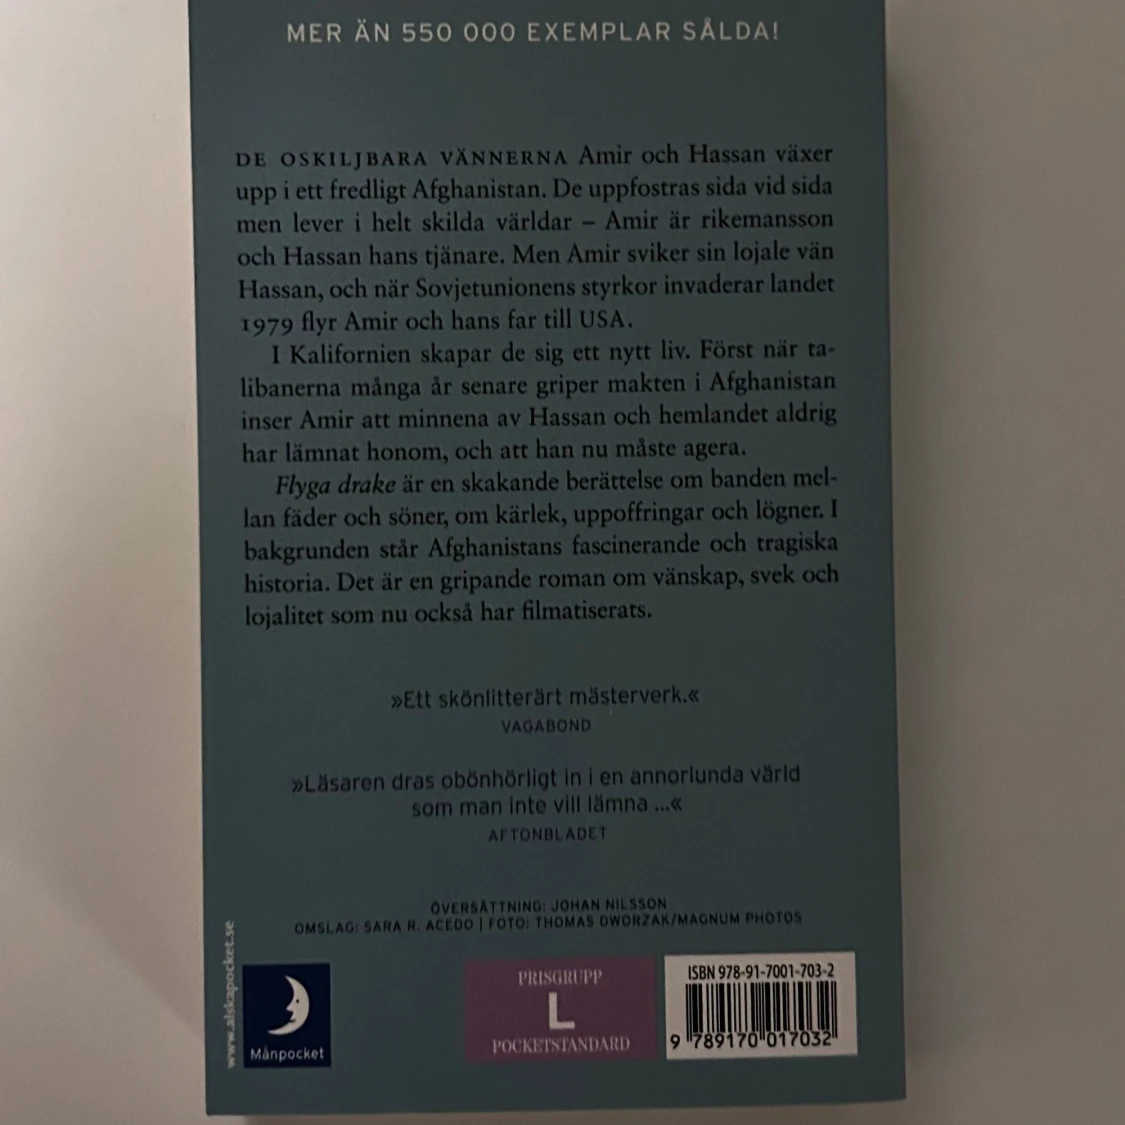 MER ÄN 550 000 EXEMPLAR SÅLDA!
DE OSKILJBARA VÄNNERNA Amir och Hassan växer
upp i ett fredligt Afghanistan. De uppfostras sida vid sida
men lever i helt skilda världar – Amir är rikemansson
och Hassan hans tjänare. Men Amir sviker sin lojale vän
Hassan, och när Sovjetunionens styrkor invaderar landet
1979 flyr Amir och hans far till USA.
I Kalifornien skapar de sig ett nytt liv. Först när ta-
libanerna många år senare griper makten i Afghanistan
inser Amir att minnena av Hassan och hemlandet aldrig
har lämnat honom, och att han nu måste agera.
Flyga drake är en skakande berättelse om banden mel-
lan fäder och söner, om kärlek, uppoffringar och lögner. I
bakgrunden står Afghanistans fascinerande och tragiska
historia. Det är en gripande roman om vänskap, svek och
lojalitet som nu också har filmatiserats.
»Ett skönlitterärt mästerverk.«
VAGABOND
»Läsaren dras obönhörligt in i en annorlunda värld
som man inte vill lämna ...«
AFTONBLADET
ÖVERSÄTTNING: JOHAN NILSSON
OMSLAG: SARA R. ACEDO | FOTO: THOMAS DWORZAK/MAGNUM PHOTOS
www.alskapocket.se
Månpocket
PRISGRUPP
L
POCKETSTANDARD
ISBN 978-91-7001-703-2
9 789170 017032